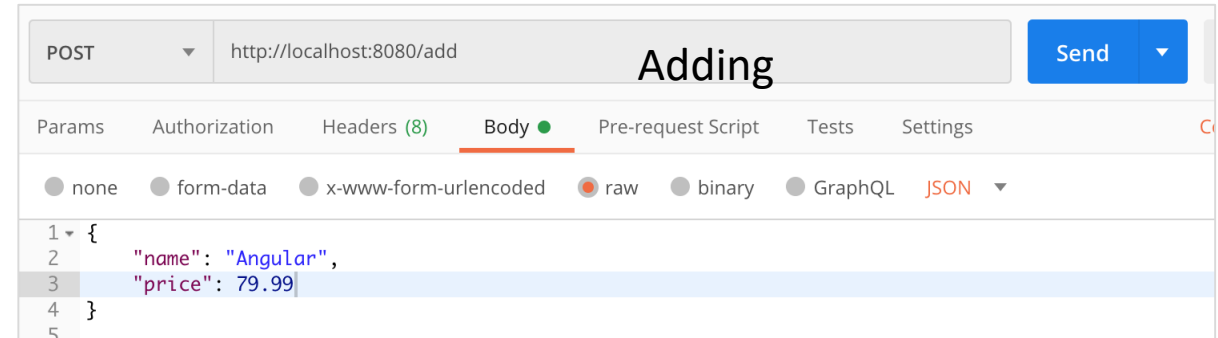 POST http://localhost:8080/add Adding Send
Params Authorization Headers (8) Body Pre-request Script Tests Settings
none form-data x-www-form-urlencoded raw binary GraphQL JSON
1 {
2 "name": "Angular",
3 "price": 79.99
4 }
5